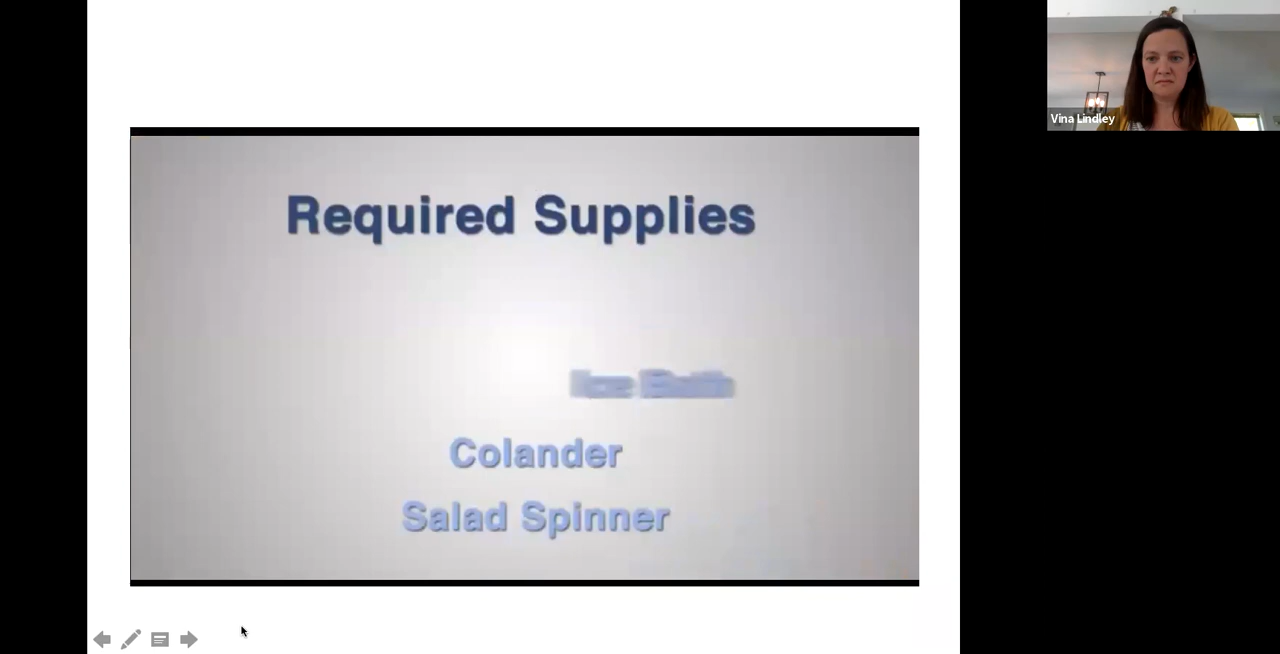 Required Supplies
Ice Bath
Colander
Salad Spinner
Vina Lindley